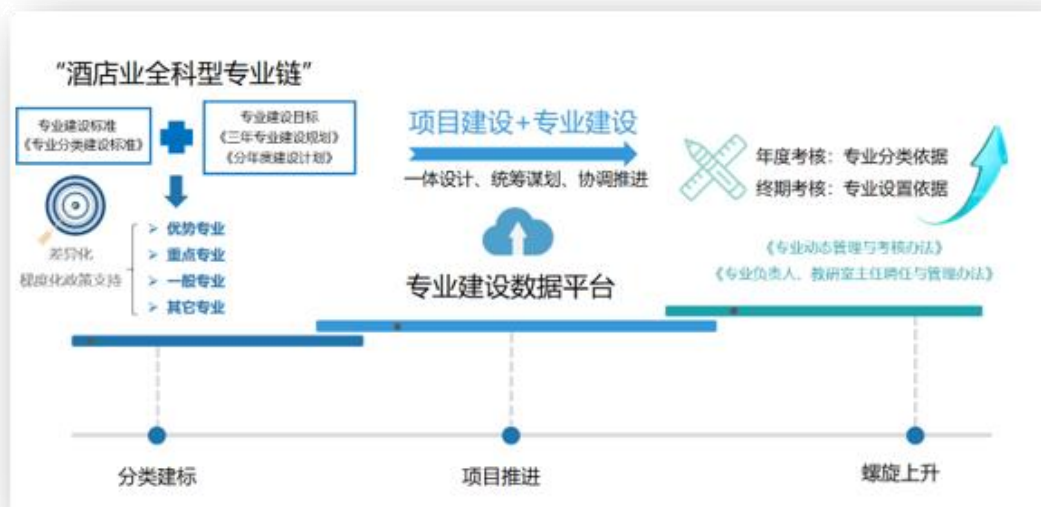 “酒店业全科型专业链”
专业建设标准
《专业分类建设标准》
专业建设目标
《三年专业建设规划》
《分年度建设计划》
差异化
梯度化政策支持
➢ 优势专业
➢ 重点专业
➢ 一般专业
➢ 其它专业
项目建设+专业建设
一体设计、统筹谋划、协调推进
专业建设数据平台
年度考核：专业分类依据
终期考核：专业设置依据
《专业动态管理与考核办法》
《专业负责人、教研室主任聘任与管理办法》
分类建标
项目推进
螺旋上升